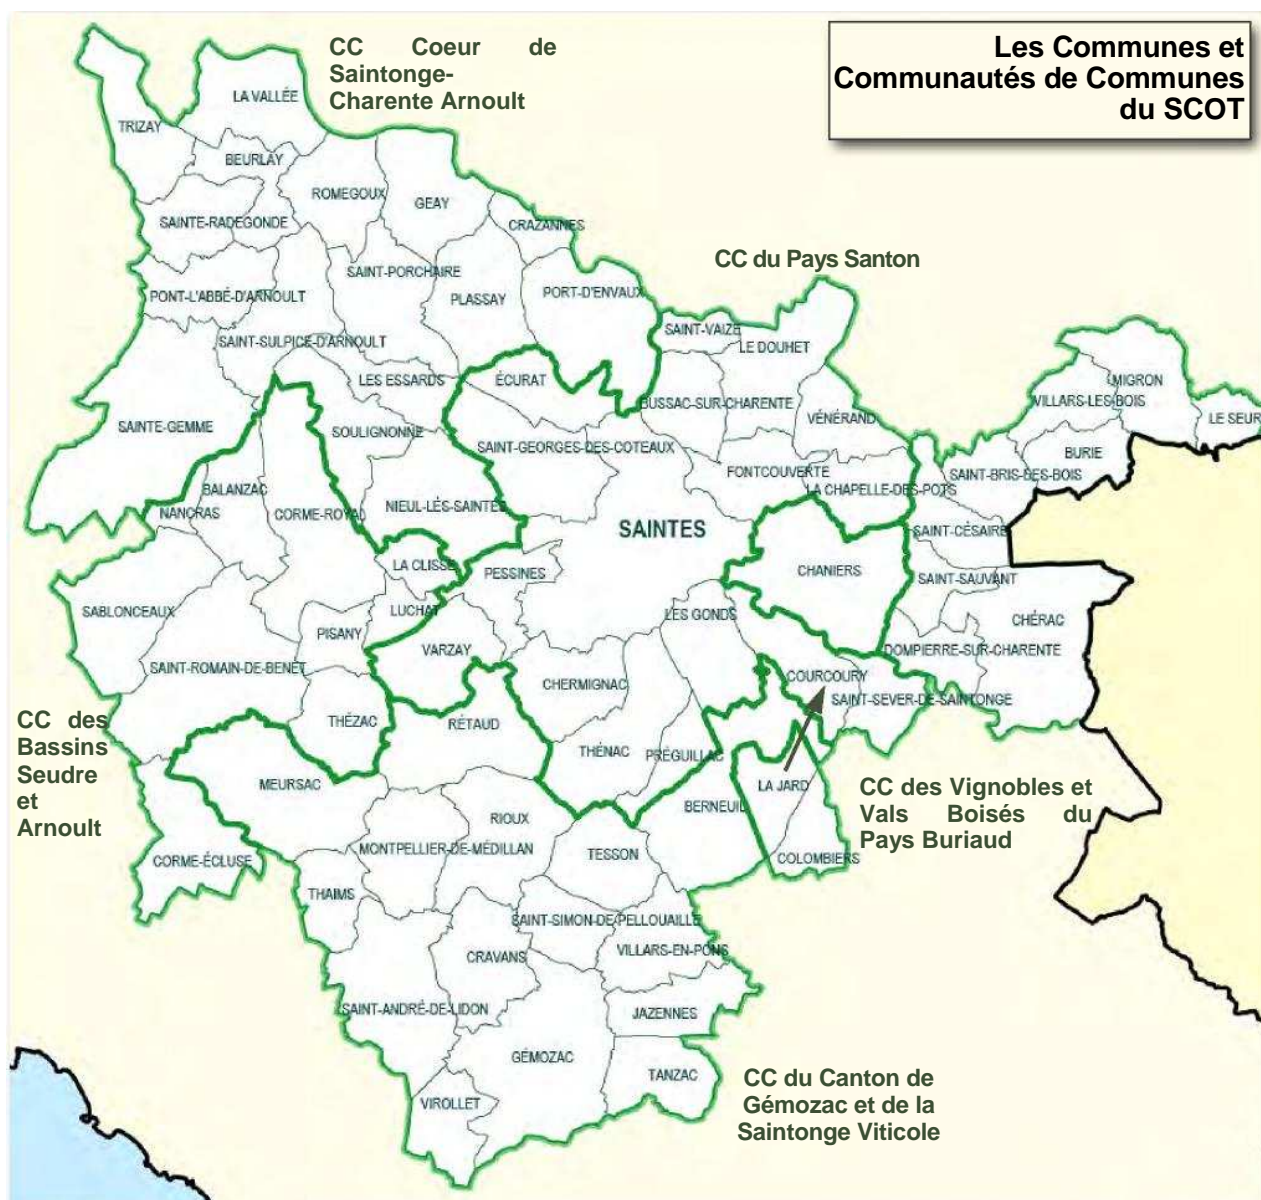 Les Communes et
Communautés de Communes
du SCOT
CC Coeur de
Saintonge-
Charente Arnoult
LA VALLÉE
TRIZAY
BEURLAY
ROMEGOUX
GEAY
SAINTE-RADEGONDE
CRAZANNES
CC du Pays Santon
SAINT-PORCHAIRE
PONT-L'ABBÉ-D'ARNOULT
PLASSAY
PORT-D'ENVAUX
SAINT-VAIZE
SAINT-SULPICE-D'ARNOULT
LE DOUHET
LES ESSARDS
ÉCURAT
MIGRON
VILLARS-LES-BOIS
BUSSAC-SUR-CHARENTE
VÉNÉRAND
LE SEUR
SAINTE-GEMME
SOULIGNONNE
SAINT-GEORGES-DES-COTEAUX
BURIE
FONTCOUVERTE
SAINT-BRIS-DES-BOIS
BALANZAC
LA CHAPELLE-DES-POTS
NANCRAS
CORME-ROYAL
NIEUL-LÉS-SAINTES
SAINTES
SAINT-CÉSAIRE
LA CLISSE
PESSINES
CHANIERS
SAINT-SAUVANT
SABLONCEAUX
LUCHAT
LES GONDS
CHÉRAC
PISANY
VARZAY
DOMPIERRE-SUR-CHARENTE
SAINT-ROMAIN-DE-BENET
CHERMIGNAC
COURCOURY
SAINT-SEVER-DE-SAINTONGE
CC des
Bassins
Seudre
et
Arnoult
THÉZAC
RÉTAUD
THÉNAC
PRÉGUILLAC
MEURSAC
LA JARD
CC des Vignobles et
Vals Boisés du
Pays Buriaud
BERNEUIL
RIOUX
MONTPELLIER-DE-MÉDILLAN
TESSON
COLOMBIERS
CORME-ÉCLUSE
THAIMS
SAINT-SIMON-DE-PELLOUAILLE
CRAVANS
VILLARS-EN-PONS
SAINT-ANDRÉ-DE-LIDON
JAZENNES
GÉMOZAC
TANZAC
CC du Canton de
Gémozac et de la
Saintonge Viticole
VIROLLET